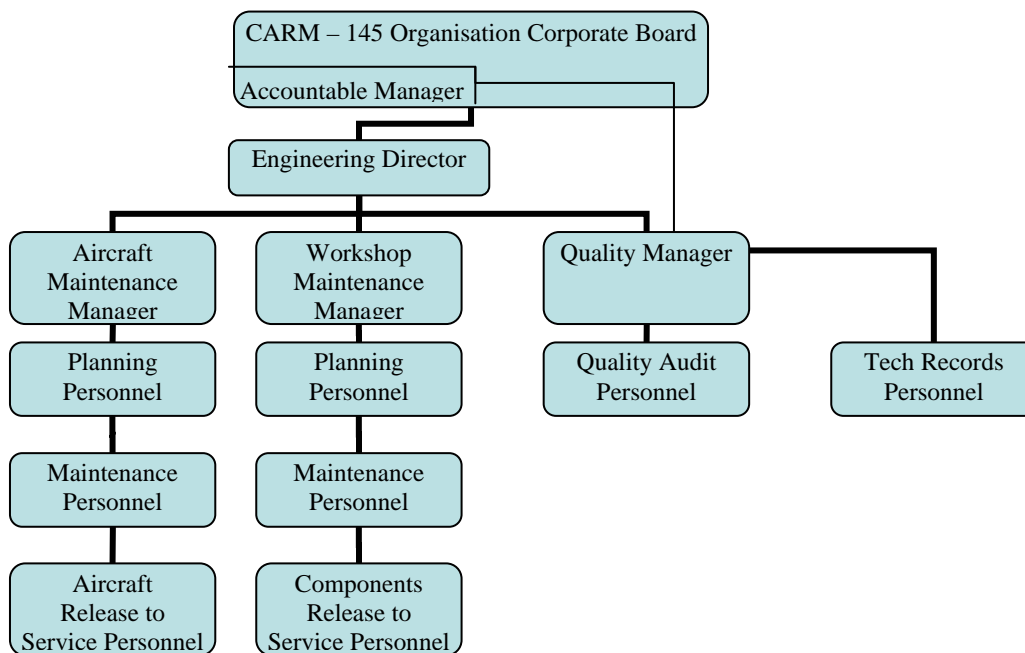 CARM – 145 Organisation Corporate Board
Accountable Manager
Engineering Director
Aircraft
Maintenance
Manager
Workshop
Maintenance
Manager
Quality Manager
Planning
Personnel
Planning
Personnel
Quality Audit
Personnel
Tech Records
Personnel
Maintenance
Personnel
Maintenance
Personnel
Aircraft
Release to
Service Personnel
Components
Release to
Service Personnel